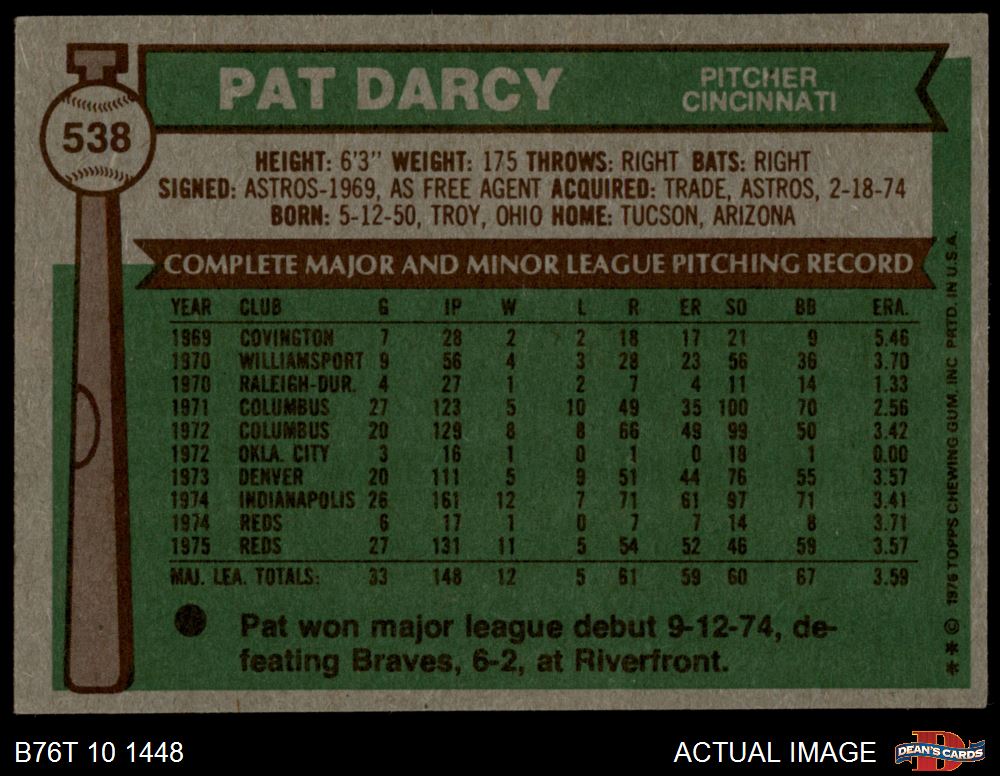 538
PAT DARCY
PITCHER
CINCINNATI
HEIGHT: 6'3" WEIGHT: 175 THROWS: RIGHT BATS: RIGHT
SIGNED: ASTROS-1969, AS FREE AGENT ACQUIRED: TRADE, ASTROS, 2-18-74
BORN: 5-12-50, TROY, OHIO HOME: TUCSON, ARIZONA
COMPLETE MAJOR AND MINOR LEAGUE PITCHING RECORD
YEAR CLUB G IP W L R ER SO BB ERA.
1969 COVINGTON 7 28 2 2 18 17 21 9 5.46
1970 WILLIAMSPORT 9 56 4 3 28 23 56 36 3.70
1970 RALEIGH-DUR. 4 27 1 2 7 4 11 14 1.33
1971 COLUMBUS 27 123 5 10 49 35 100 70 2.56
1972 COLUMBUS 20 129 8 8 66 49 99 50 3.42
1972 OKLA. CITY 3 16 1 0 1 0 18 1 0.00
1973 DENVER 20 111 5 9 51 44 76 55 3.57
1974 INDIANAPOLIS 26 161 12 7 71 61 97 71 3.41
1974 REDS 6 17 1 0 7 7 14 8 3.71
1975 REDS 27 131 11 5 54 52 46 59 3.57
MAJ. LEA. TOTALS: 33 148 12 5 61 59 60 67 3.59
Pat won major league debut 9-12-74, de-
feating Braves, 6-2, at Riverfront.
* * © 1976 TOPPS CHEWING GUM, INC PRTD. IN U.S.A.
B76T 10 1448
ACTUAL IMAGE
DEAN'S CARDS